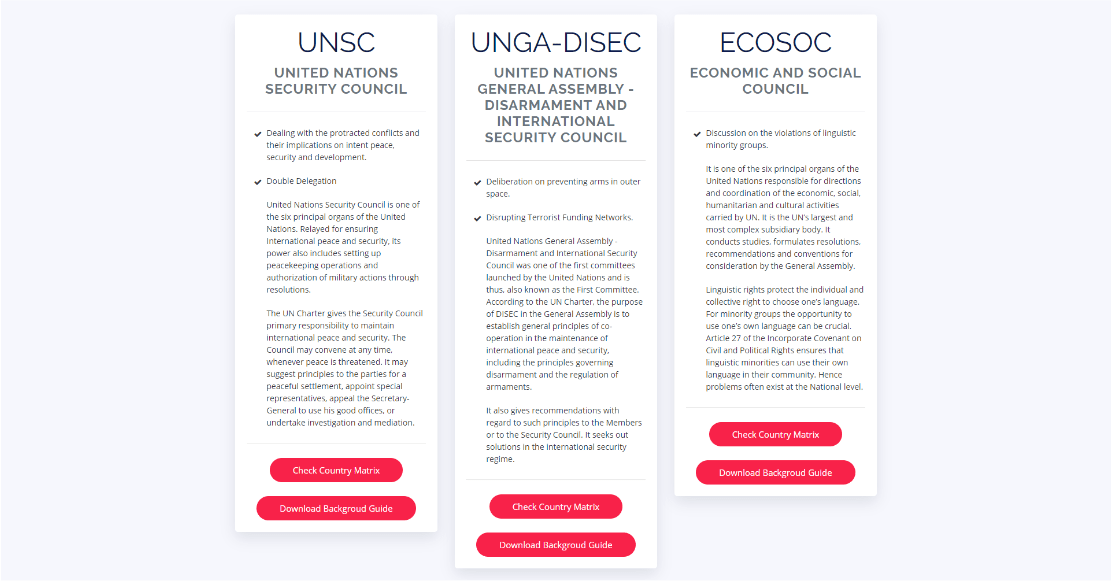 UNSC
UNITED NATIONS
SECURITY COUNCIL
Dealing with the protracted conflicts and
their implications on intent peace,
security and development.
Double Delegation
United Nations Security Council is one of
the six principal organs of the United
Nations. Relayed for ensuring
International peace and security, its
power also includes setting up
peacekeeping operations and
authorization of military actions through
resolutions.
The UN Charter gives the Security Council
primary responsibility to maintain
international peace and security. The
Council may convene at any time,
whenever peace is threatened. It may
suggest principles to the parties for a
peaceful settlement, appoint special
representatives, appeal the Secretary-
General to use his good offices, or
undertake investigation and mediation.
Check Country Matrix
Download Backgroud Guide
UNGA-DISEC
UNITED NATIONS
GENERAL ASSEMBLY -
DISARMAMENT AND
INTERNATIONAL
SECURITY COUNCIL
Deliberation on preventing arms in outer
space.
Disrupting Terrorist Funding Networks.
United Nations General Assembly -
Disarmament and International Security
Council was one of the first committees
launched by the United Nations and is
thus, also known as the First Committee.
According to the UN Charter, the purpose
of DISEC in the General Assembly is to
establish general principles of co-
operation in the maintenance of
international peace and security,
including the principles governing
disarmament and the regulation of
armaments.
It also gives recommendations with
regard to such principles to the Members
or to the Security Council. It seeks out
solutions in the international security
regime.
Check Country Matrix
Download Backgroud Guide
ECOSOC
ECONOMIC AND SOCIAL
COUNCIL
Discussion on the violations of linguistic
minority groups.
It is one of the six principal organs of the
United Nations responsible for directions
and coordination of the economic, social,
humanitarian and cultural activities
carried by UN. It is the UN's largest and
most complex subsidiary body. It
conducts studies, formulates resolutions,
recommendations and conventions for
consideration by the General Assembly.
Linguistic rights protect the individual and
collective right to choose one's language.
For minority groups the opportunity to
use one's own language can be crucial.
Article 27 of the Incorporate Covenant on
Civil and Political Rights ensures that
linguistic minorities can use their own
language in their community. Hence
problems often exist at the National level.
Check Country Matrix
Download Backgroud Guide